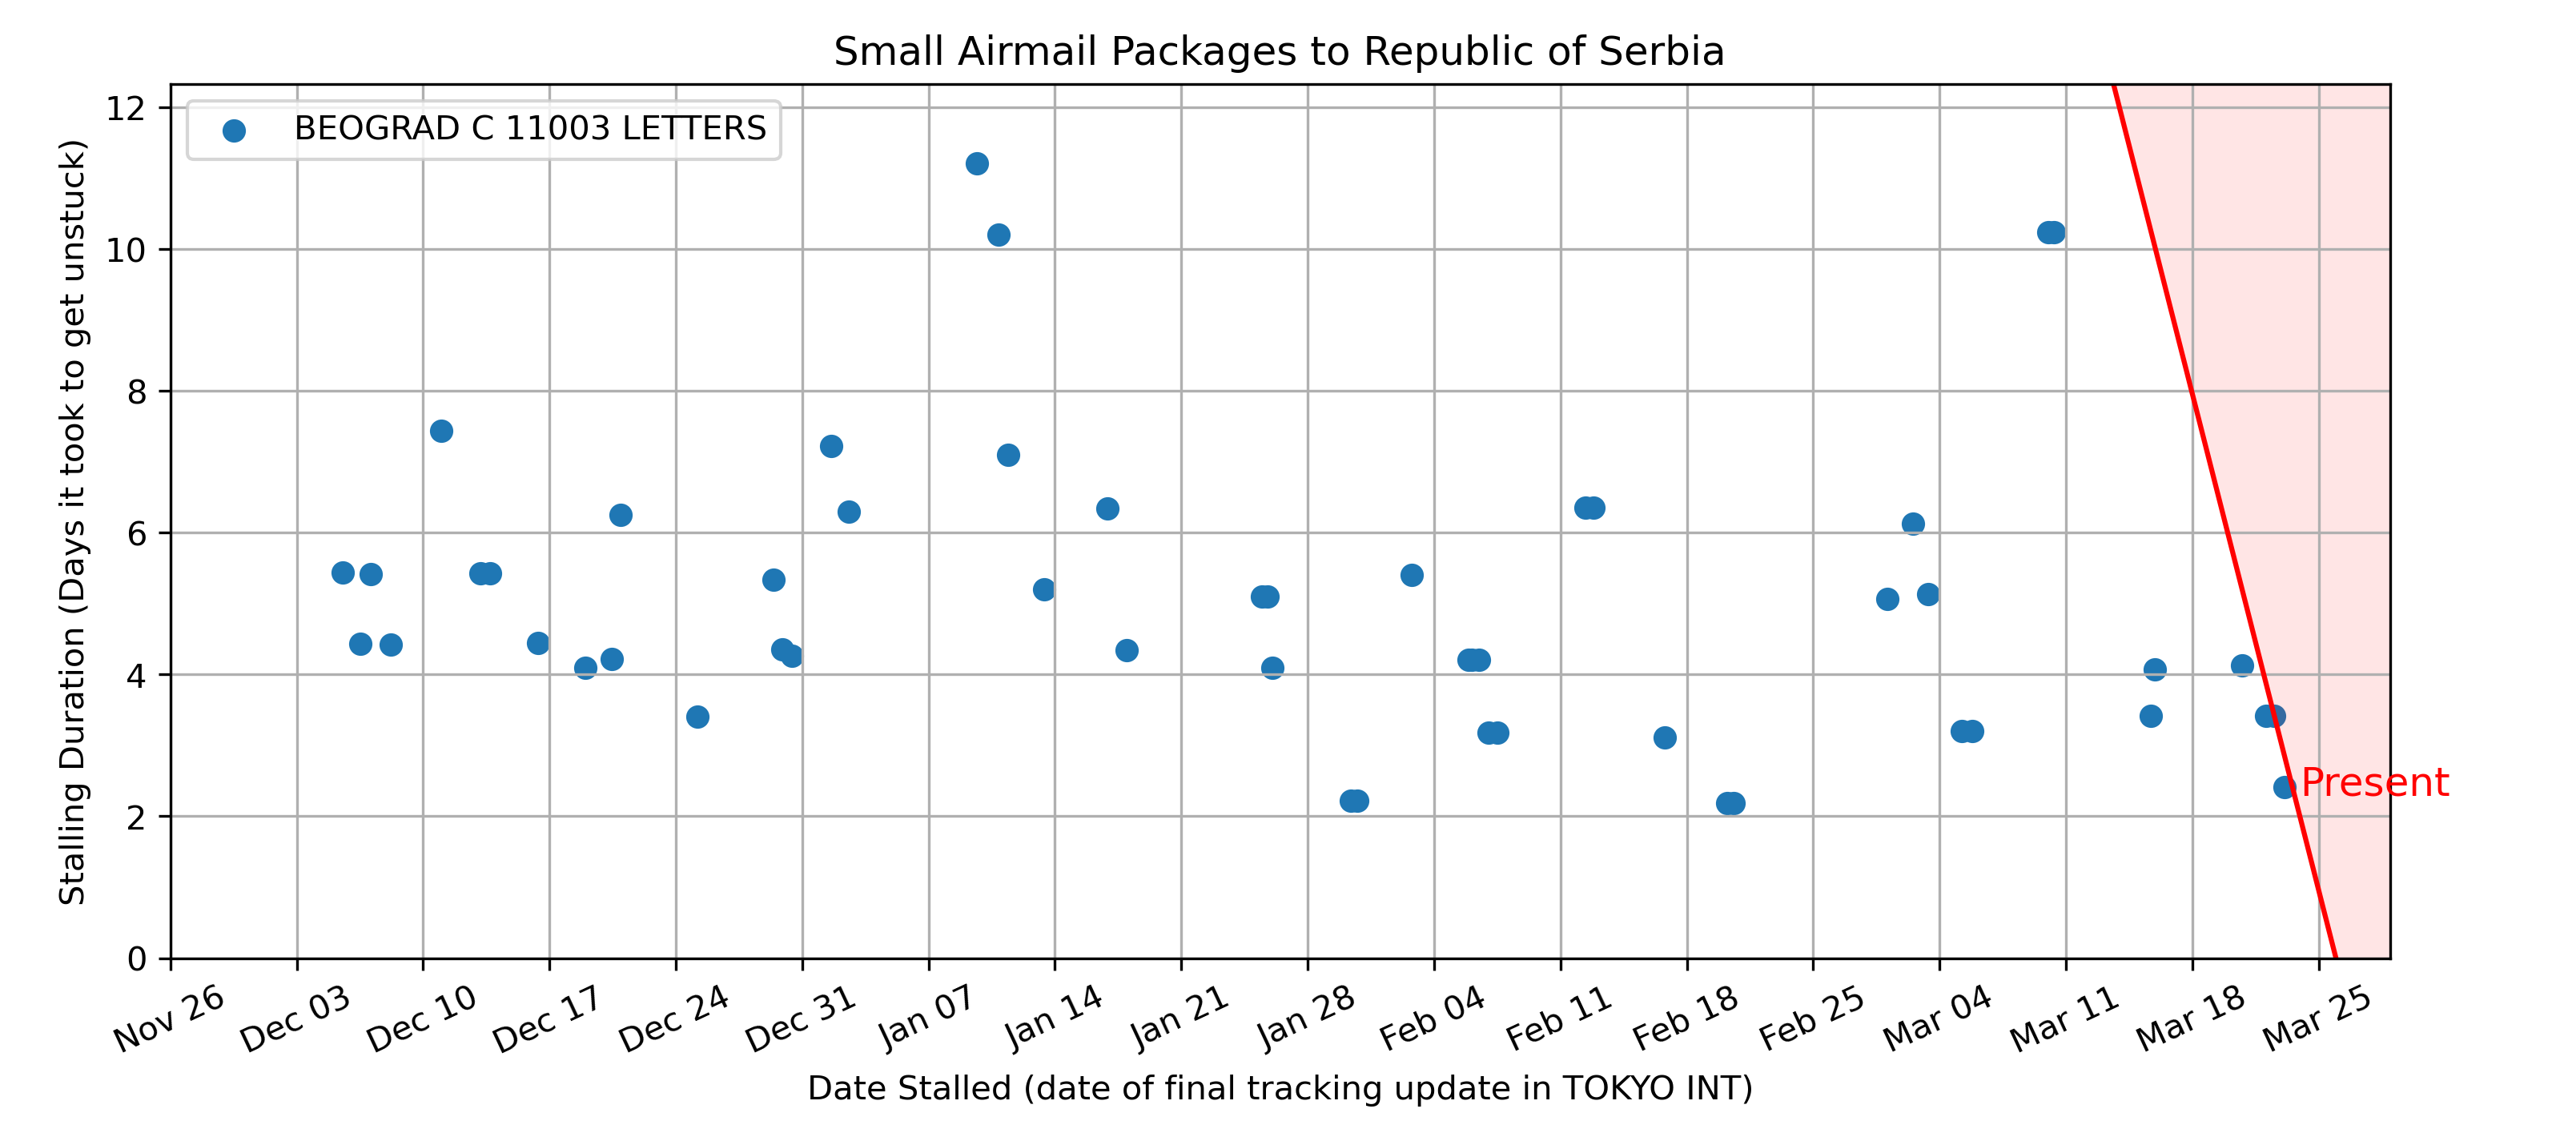 Small Airmail Packages to Republic of Serbia
BEOGRAD C 11003 LETTERS
Stalling Duration (Days it took to get unstuck)
12
10
8
6
4
2
0
Present
Nov 26
Dec 03
Dec 10
Dec 17
Dec 24
Dec 31
Jan 07
Jan 14
Jan 21
Jan 28
Feb 04
Feb 11
Feb 18
Feb 25
Mar 04
Mar 11
Mar 18
Mar 25
Date Stalled (date of final tracking update in TOKYO INT)